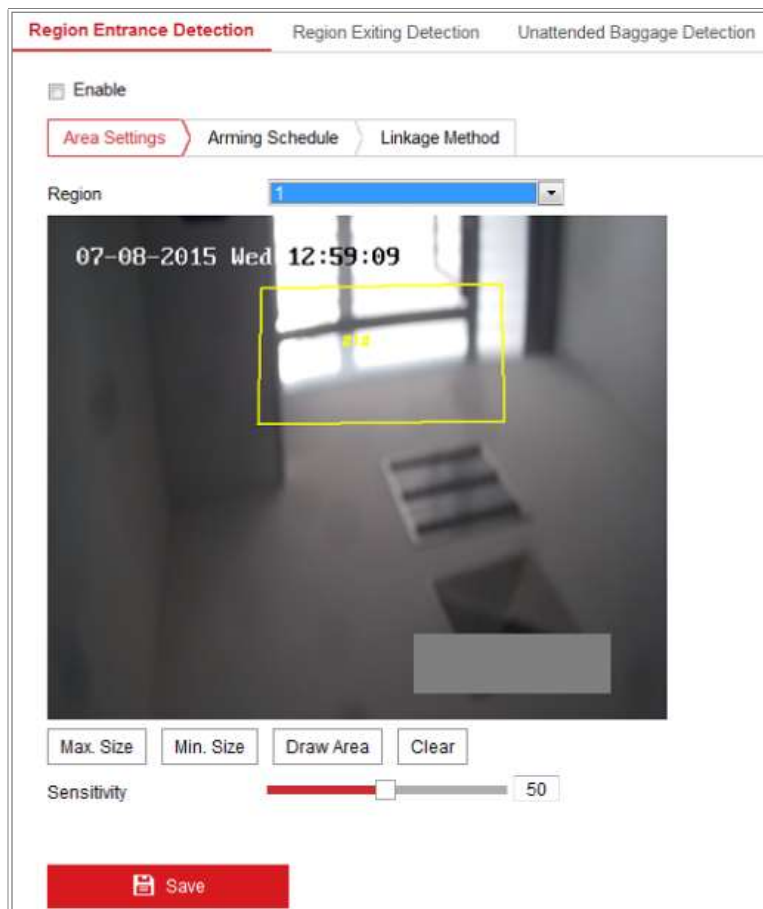 Region Entrance Detection Region Exiting Detection Unattended Baggage Detection
Enable
Area Settings Arming Schedule Linkage Method
Region 1
07-08-2015 Wed 12:59:09
#1#
Max. Size Min. Size Draw Area Clear
Sensitivity 50
Save